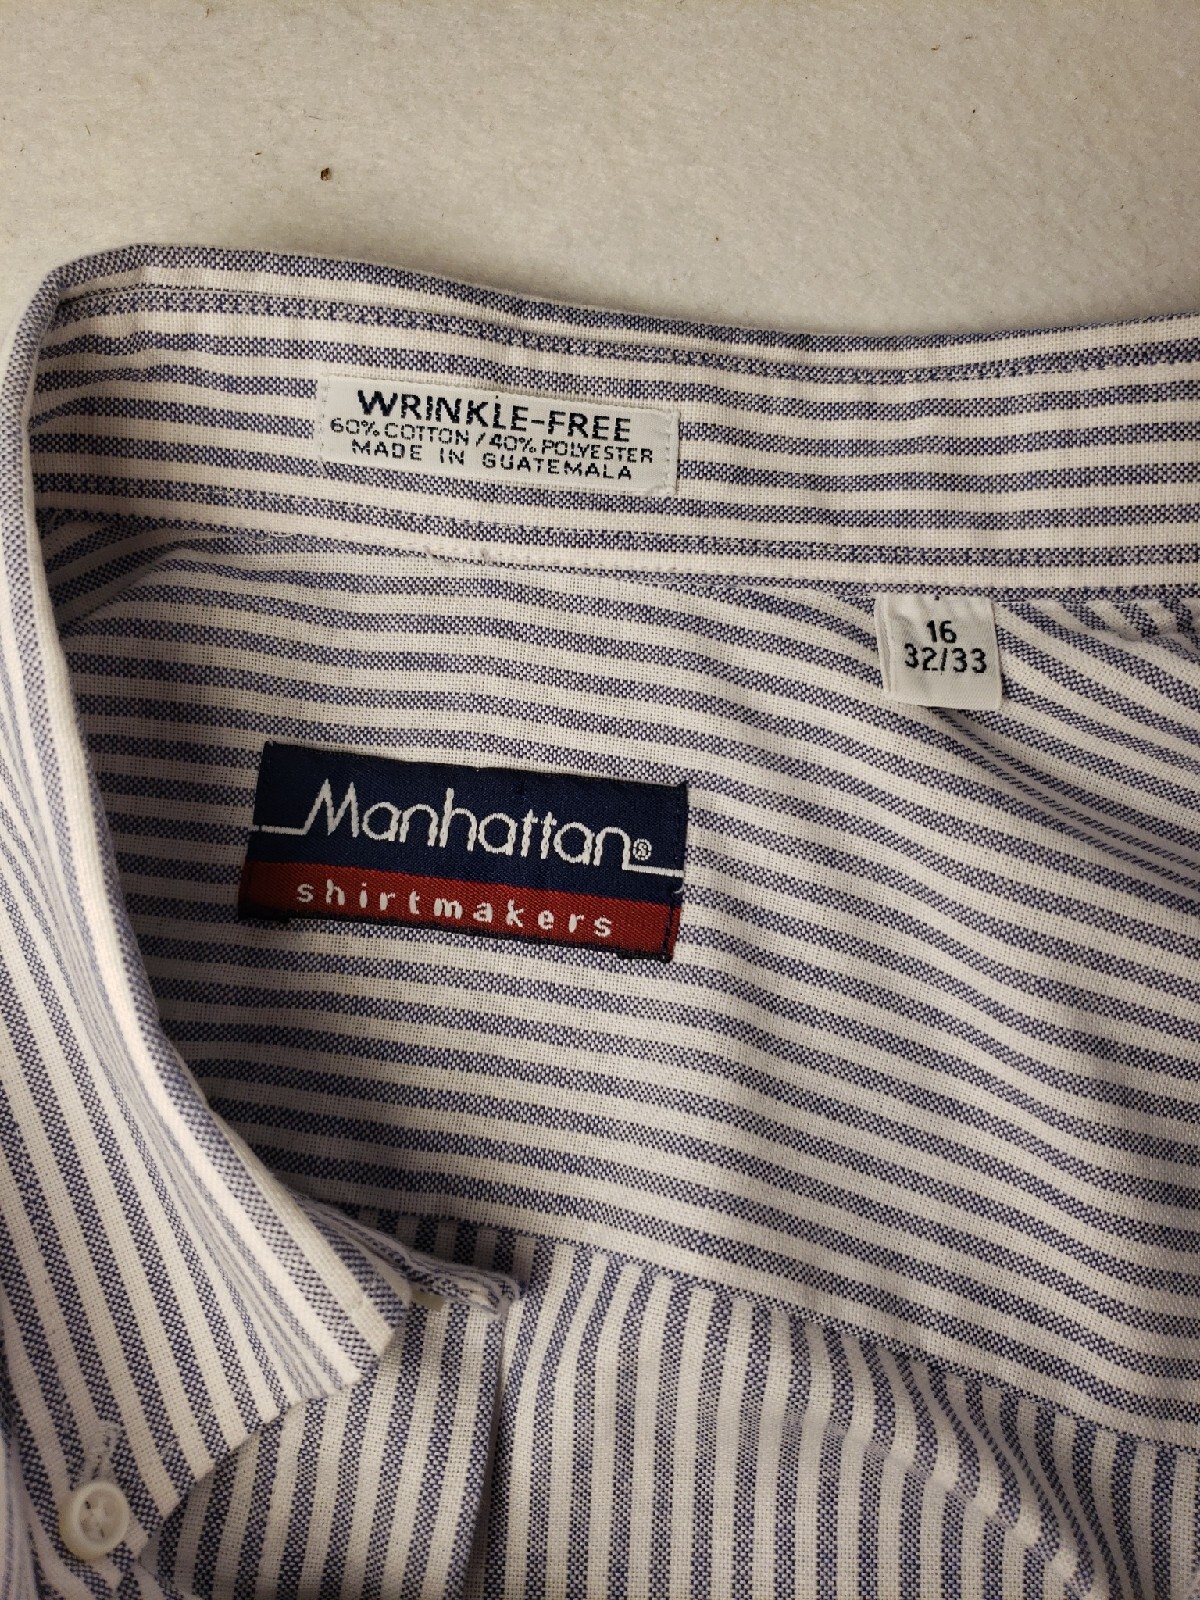 WRINKLE-FREE
60% COTTON / 40% POLYESTER
MADE IN GUATEMALA
16
32/33
Manhattan®
shirtmakers